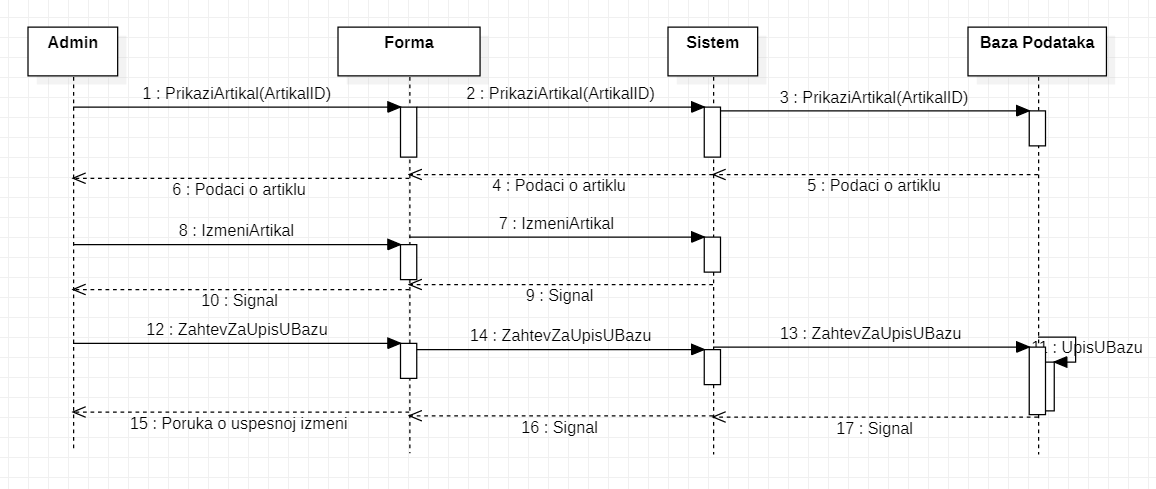 Admin
Forma
Sistem
Baza Podataka
1 : PrikaziArtikal(ArtikalID)
2 : PrikaziArtikal(ArtikalID)
3 : PrikaziArtikal(ArtikalID)
6 : Podaci o artiklu
4 : Podaci o artiklu
5 : Podaci o artiklu
8 : IzmeniArtikal
7 : IzmeniArtikal
10 : Signal
9 : Signal
12 : ZahtevZaUpisUBazu
14 : ZahtevZaUpisUBazu
13 : ZahtevZaUpisUBazu
11 : UpisUBazu
15 : Poruka o uspesnoj izmeni
16 : Signal
17 : Signal